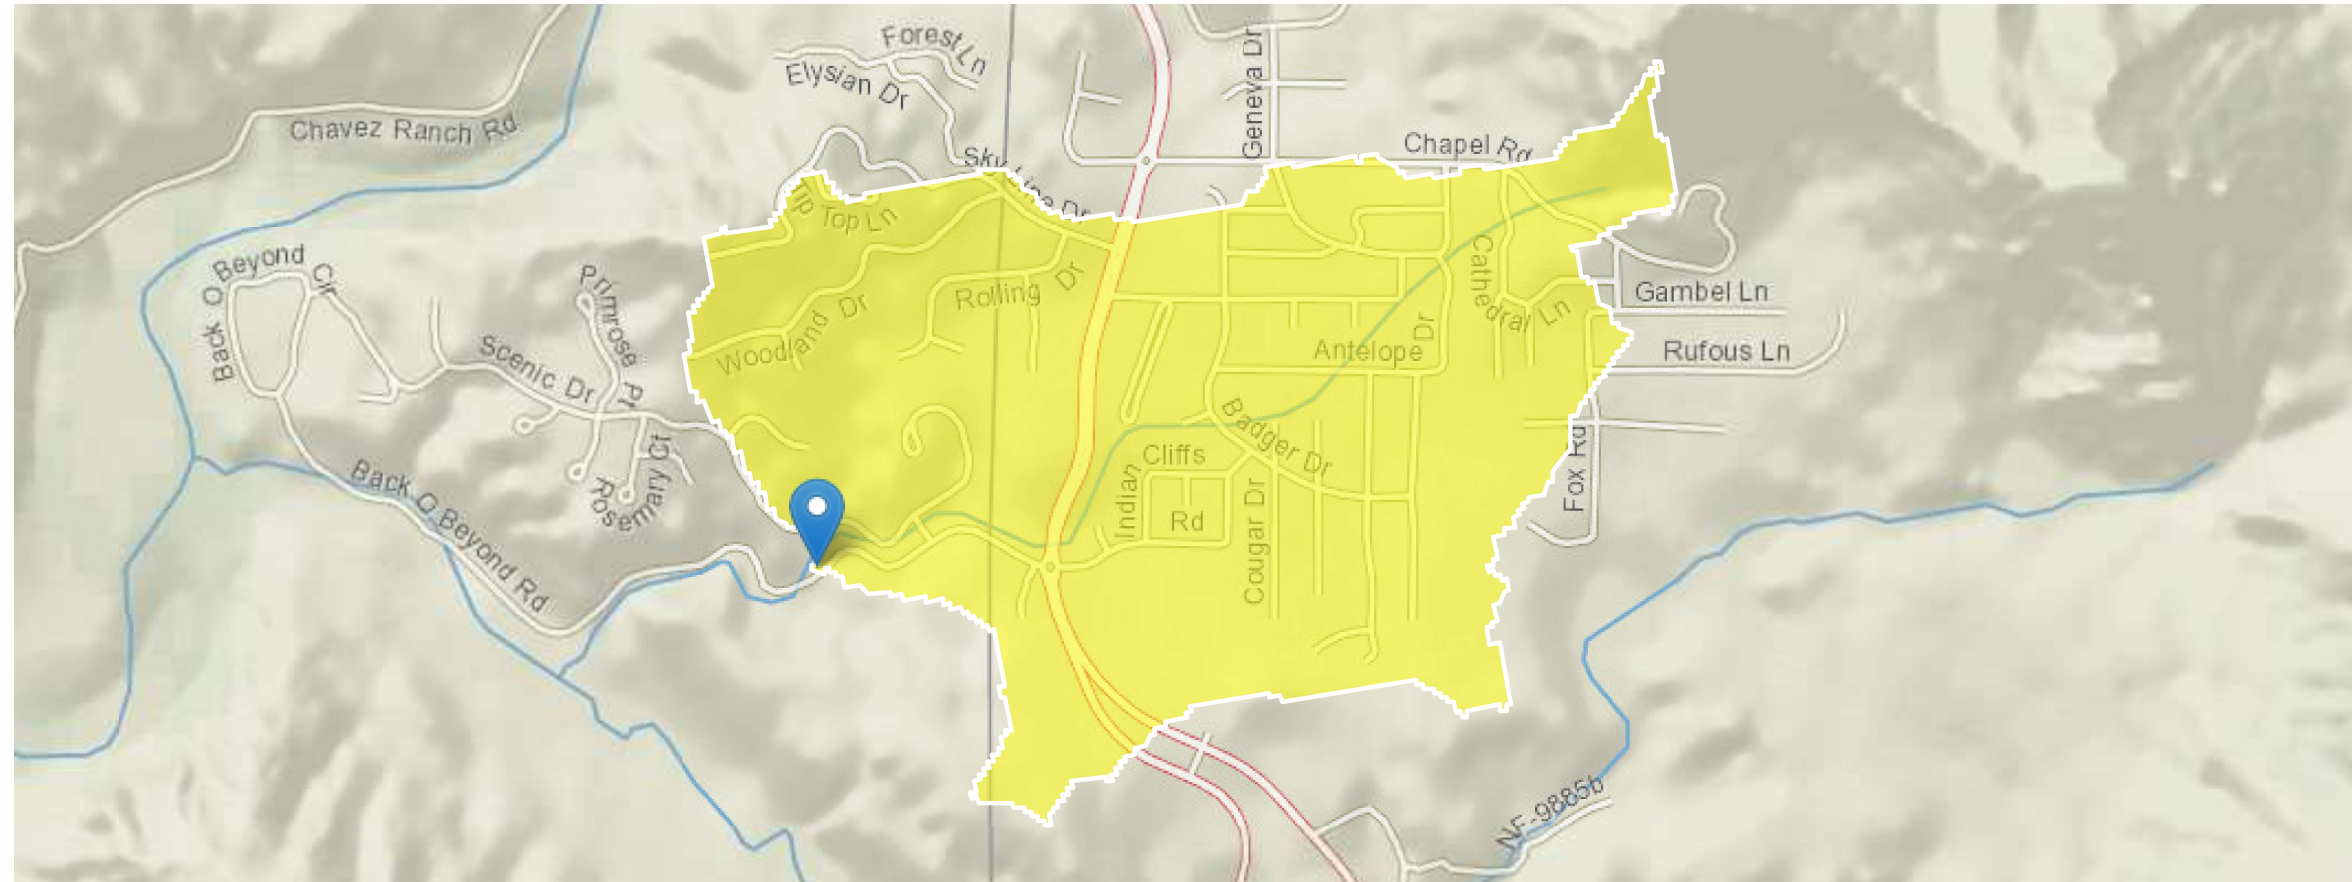 Forest Ln
Elysian Dr
Geneva Dr
Chavez Ranch Rd
Chapel Rd
Skyline Dr
Tip Top Ln
Back O Beyond Cir
Primrose Pl
Cathedral Ln
Rolling Dr
Gambel Ln
Woodland Dr
Scenic Dr
Antelope Dr
Rufous Ln
Badger Dr
Rosemary Ct
Cliffs
Indian
Rd
Back O Beyond Rd
Fox Rd
Cougar Dr
NF-9885b